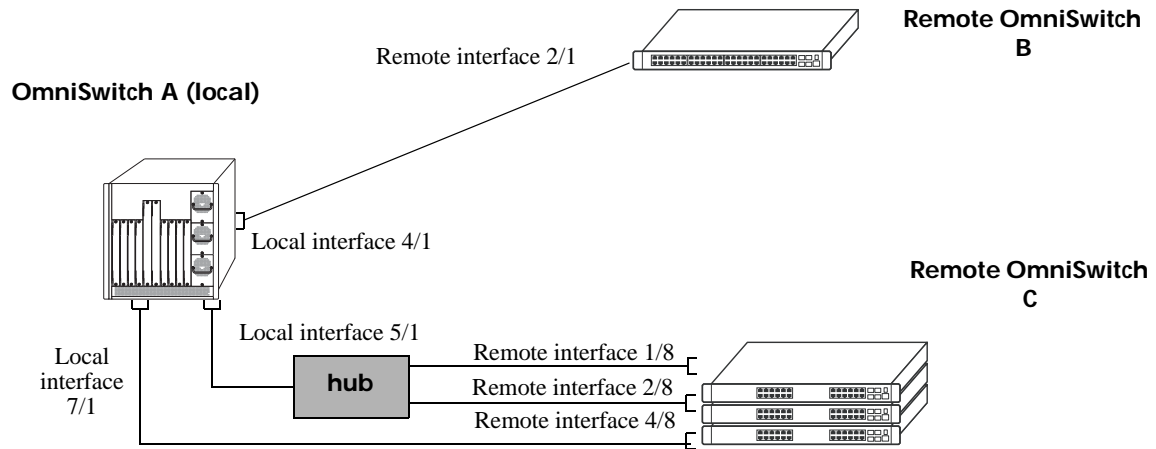 Remote OmniSwitch
B
Remote interface 2/1
OmniSwitch A (local)
Local interface 4/1
Remote OmniSwitch
C
Local interface 5/1
Local
interface
7/1
hub
Remote interface 1/8
Remote interface 2/8
Remote interface 4/8